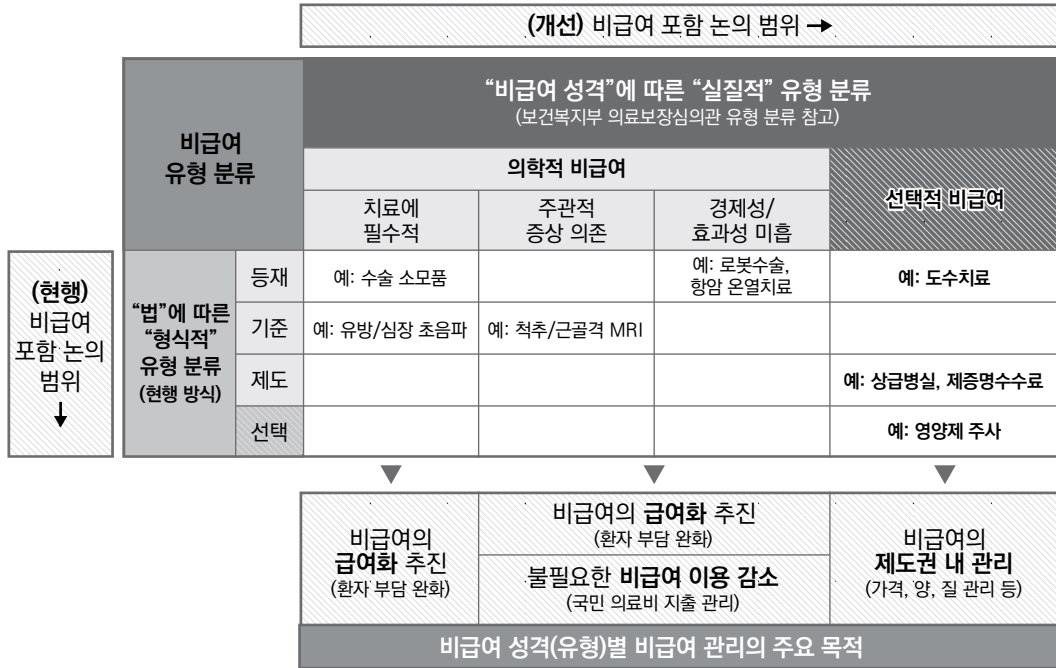 (개선) 비급여 포함 논의 범위 →
비급여
유형 분류
“비급여 성격”에 따른 “실질적” 유형 분류
(보건복지부 의료보장심의관 유형 분류 참고)
의학적 비급여
선택적 비급여
치료에
필수적
주관적
증상 의존
경제성/
효과성 미흡
(현행)
비급여
포함 논의
범위
↓
“법”에 따른
“형식적”
유형 분류
(현행 방식)
등재
예: 수술 소모품
예: 로봇수술,
항암 온열치료
예: 도수치료
기준
예: 유방/심장 초음파
예: 척추/근골격 MRI
제도
예: 상급병실, 제증명수수료
선택
예: 영양제 주사
비급여의
급여화 추진
(환자 부담 완화)
비급여의 급여화 추진
(환자 부담 완화)
불필요한 비급여 이용 감소
(국민 의료비 지출 관리)
비급여의
제도권 내 관리
(가격, 양, 질 관리 등)
비급여 성격(유형)별 비급여 관리의 주요 목적